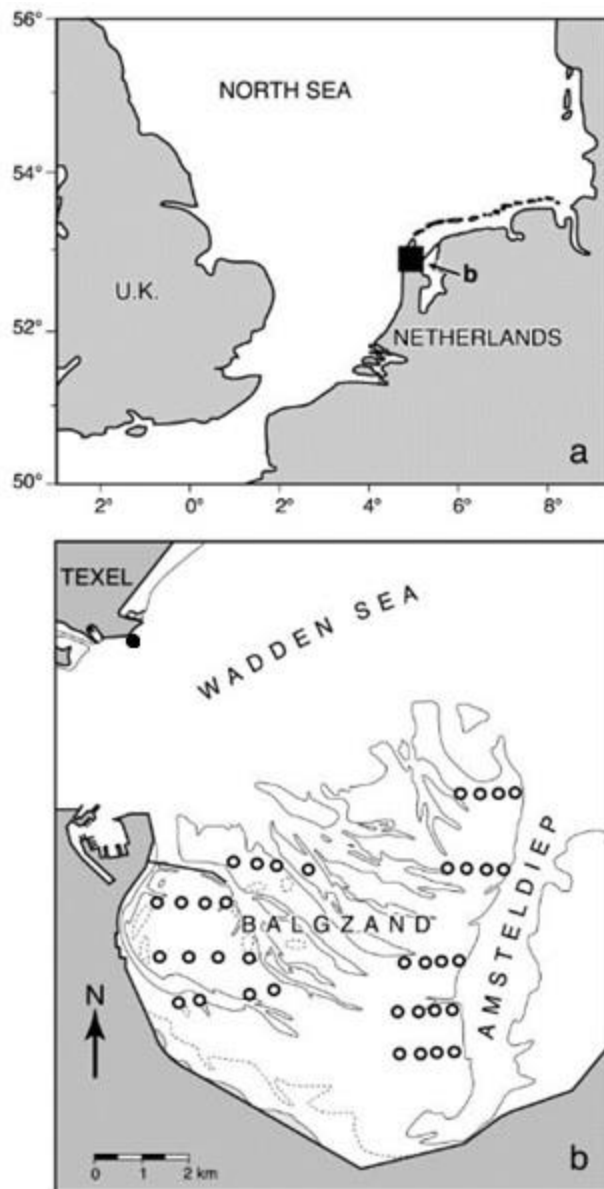 56°
NORTH SEA
54°
b
U.K.
52°
NETHERLANDS
50°
a
2° 0° 2° 4° 6° 8°
TEXEL
WADDEN SEA
BALGZAND
AMSTELDIEP
N
0 1 2 km
b